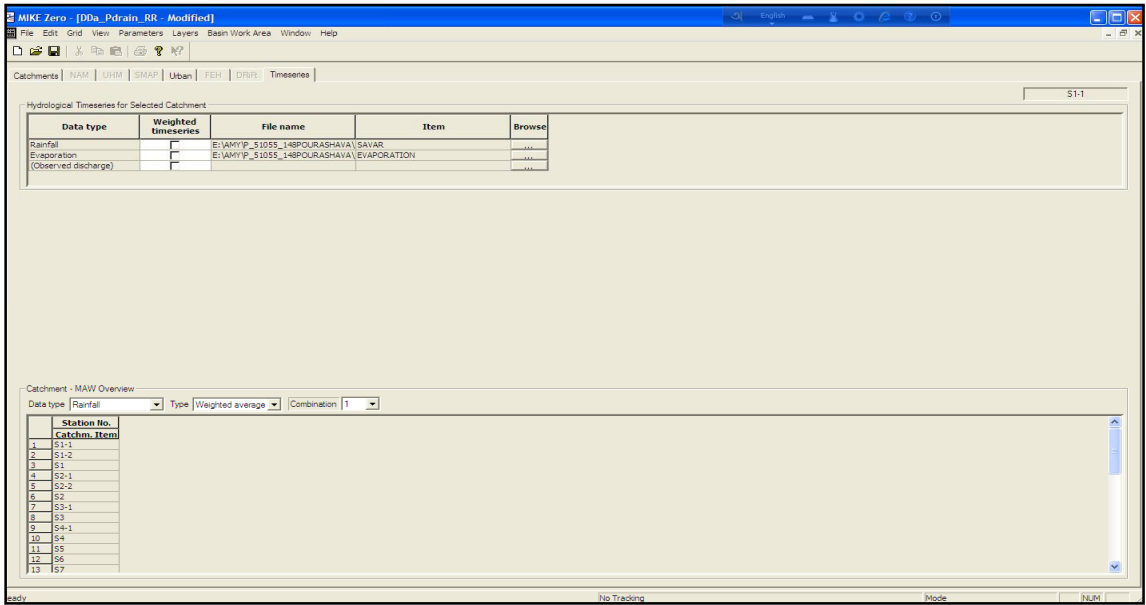 MIKE Zero - [DDa_Pdrain_RR - Modified]
English
File Edit Grid View Parameters Layers Basin Work Area Window Help
Catchments NAM UHM SMAP Urban FEH DRiFt Timeseries
S1-1
Hydrological Timeseries for Selected Catchment
Data type Weighted timeseries File name Item Browse
Rainfall E:\AMY\P_51055_148POURASHAVA\ SAVAR ...
Evaporation E:\AMY\P_51055_148POURASHAVA\ EVAPORATION ...
(Observed discharge) ...
Catchment - MAW Overview
Data type Rainfall Type Weighted average Combination 1
Station No.
Catchm. Item
1 S1-1
2 S1-2
3 S1
4 S2-1
5 S2-2
6 S2
7 S3-1
8 S3
9 S4-1
10 S4
11 S5
12 S6
13 S7
eady No Tracking Mode NUM